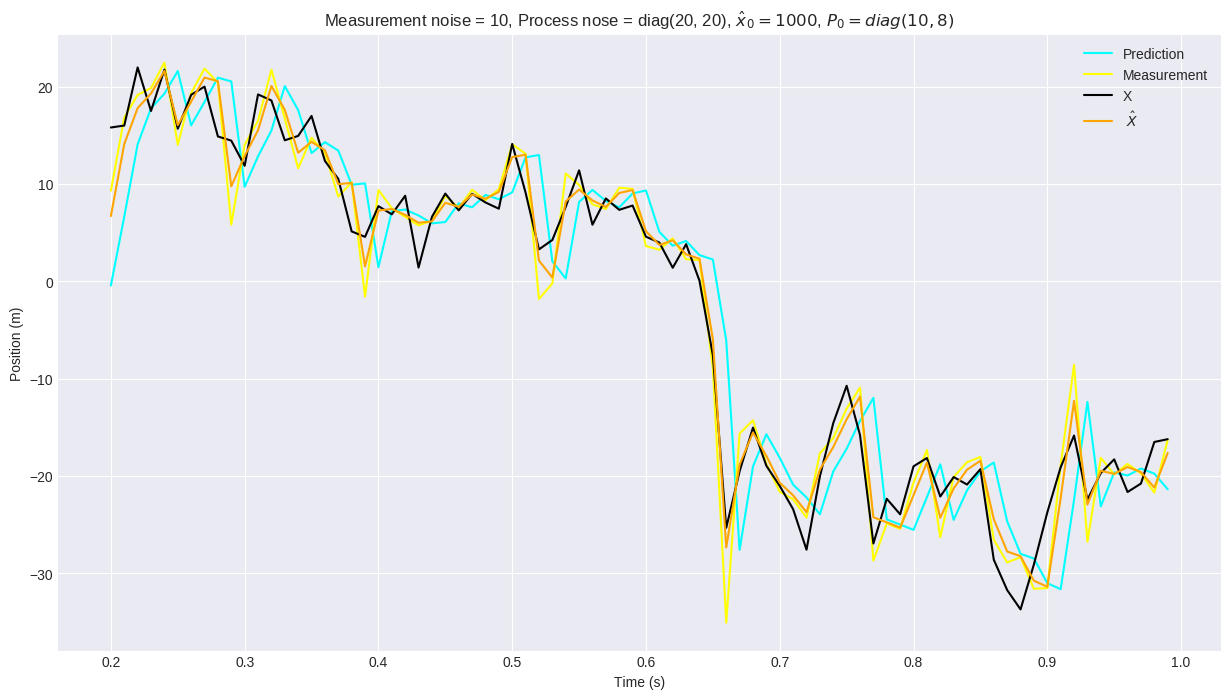 Measurement noise = 10, Process nose = diag(20, 20), x̂₀ = 1000, P₀ = diag(10, 8)
Prediction
Measurement
X
X̂
20
10
0
−10
−20
−30
Position (m)
0.2 0.3 0.4 0.5 0.6 0.7 0.8 0.9 1.0
Time (s)